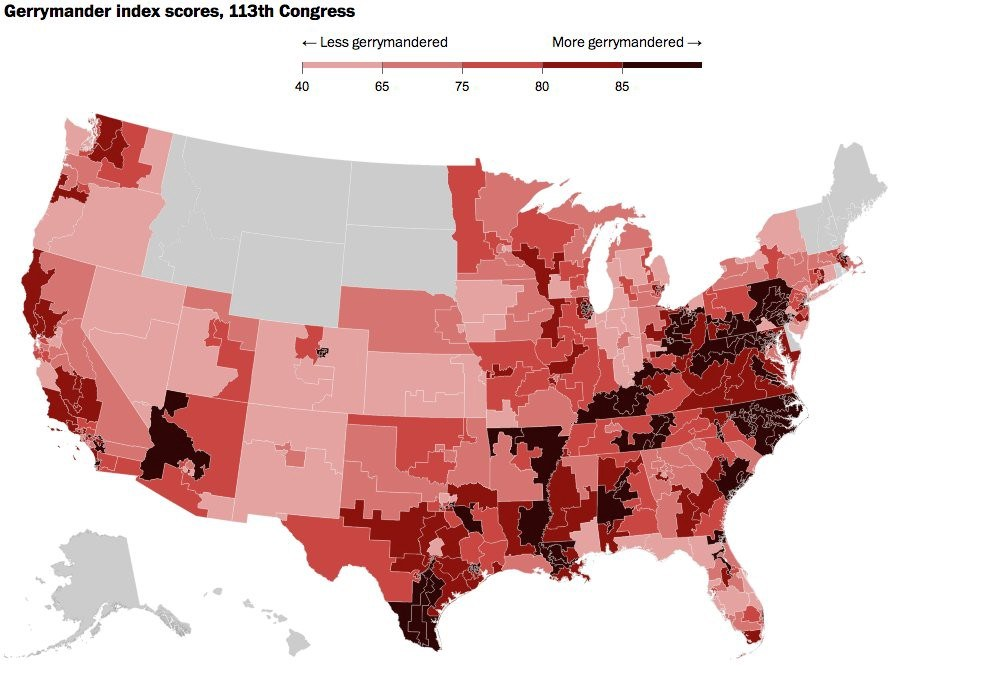 Gerrymander index scores, 113th Congress
← Less gerrymandered More gerrymandered →
40 65 75 80 85